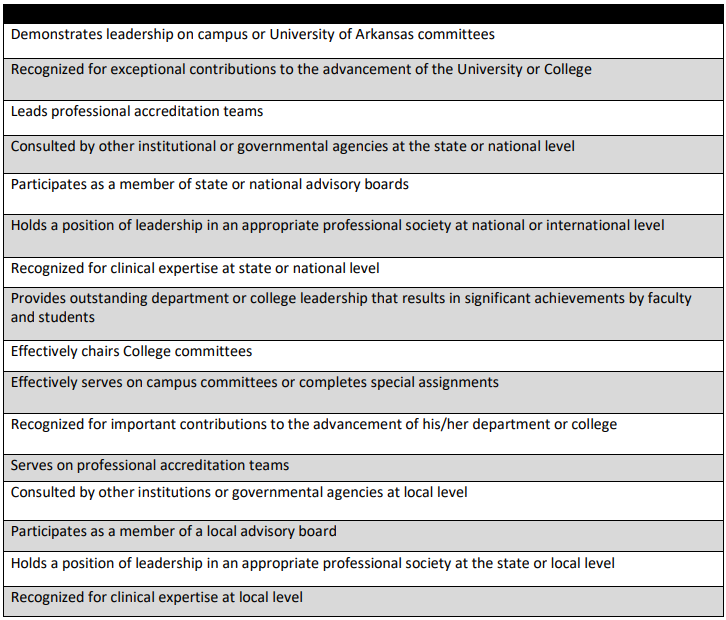 Demonstrates leadership on campus or University of Arkansas committees
Recognized for exceptional contributions to the advancement of the University or College
Leads professional accreditation teams
Consulted by other institutional or governmental agencies at the state or national level
Participates as a member of state or national advisory boards
Holds a position of leadership in an appropriate professional society at national or international level
Recognized for clinical expertise at state or national level
Provides outstanding department or college leadership that results in significant achievements by faculty
and students
Effectively chairs College committees
Effectively serves on campus committees or completes special assignments
Recognized for important contributions to the advancement of his/her department or college
Serves on professional accreditation teams
Consulted by other institutions or governmental agencies at local level
Participates as a member of a local advisory board
Holds a position of leadership in an appropriate professional society at the state or local level
Recognized for clinical expertise at local level